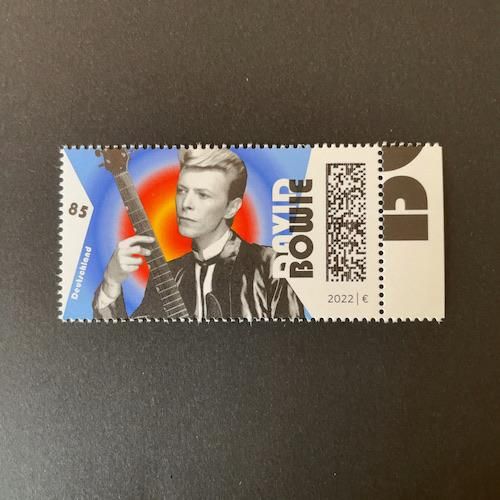 85
Deutschland
DAVID
BOWIE
2022 | €